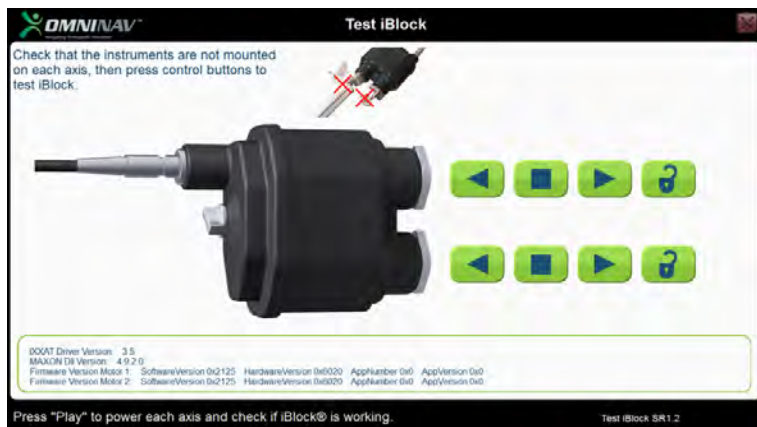 OMNINAV™
Test iBlock
Check that the instruments are not mounted
on each axis, then press control buttons to
test iBlock.
IXXAT Driver Version: 3.5
MAXON Dll Version: 4.9.2.0
Firmware Version Motor 1: SoftwareVersion 0x2125 HardwareVersion 0x6020 AppNumber 0x0 AppVersion 0x0
Firmware Version Motor 2: SoftwareVersion 0x2125 HardwareVersion 0x6020 AppNumber 0x0 AppVersion 0x0
Press "Play" to power each axis and check if iBlock® is working.
Test iBlock SR1.2